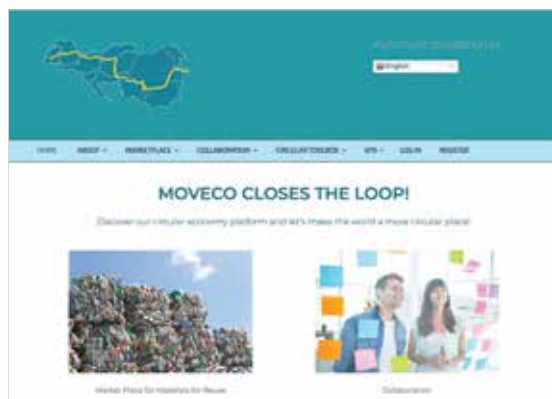 English
HOME ABOUT MARKETPLACE COLLABORATION CIRCULAR TOOLBOX LOG IN REGISTER
MOVECO CLOSES THE LOOP!
Discover our circular economy platform and let's make the world a more circular place!
Market Place for Materials for Reuse
Collaboration